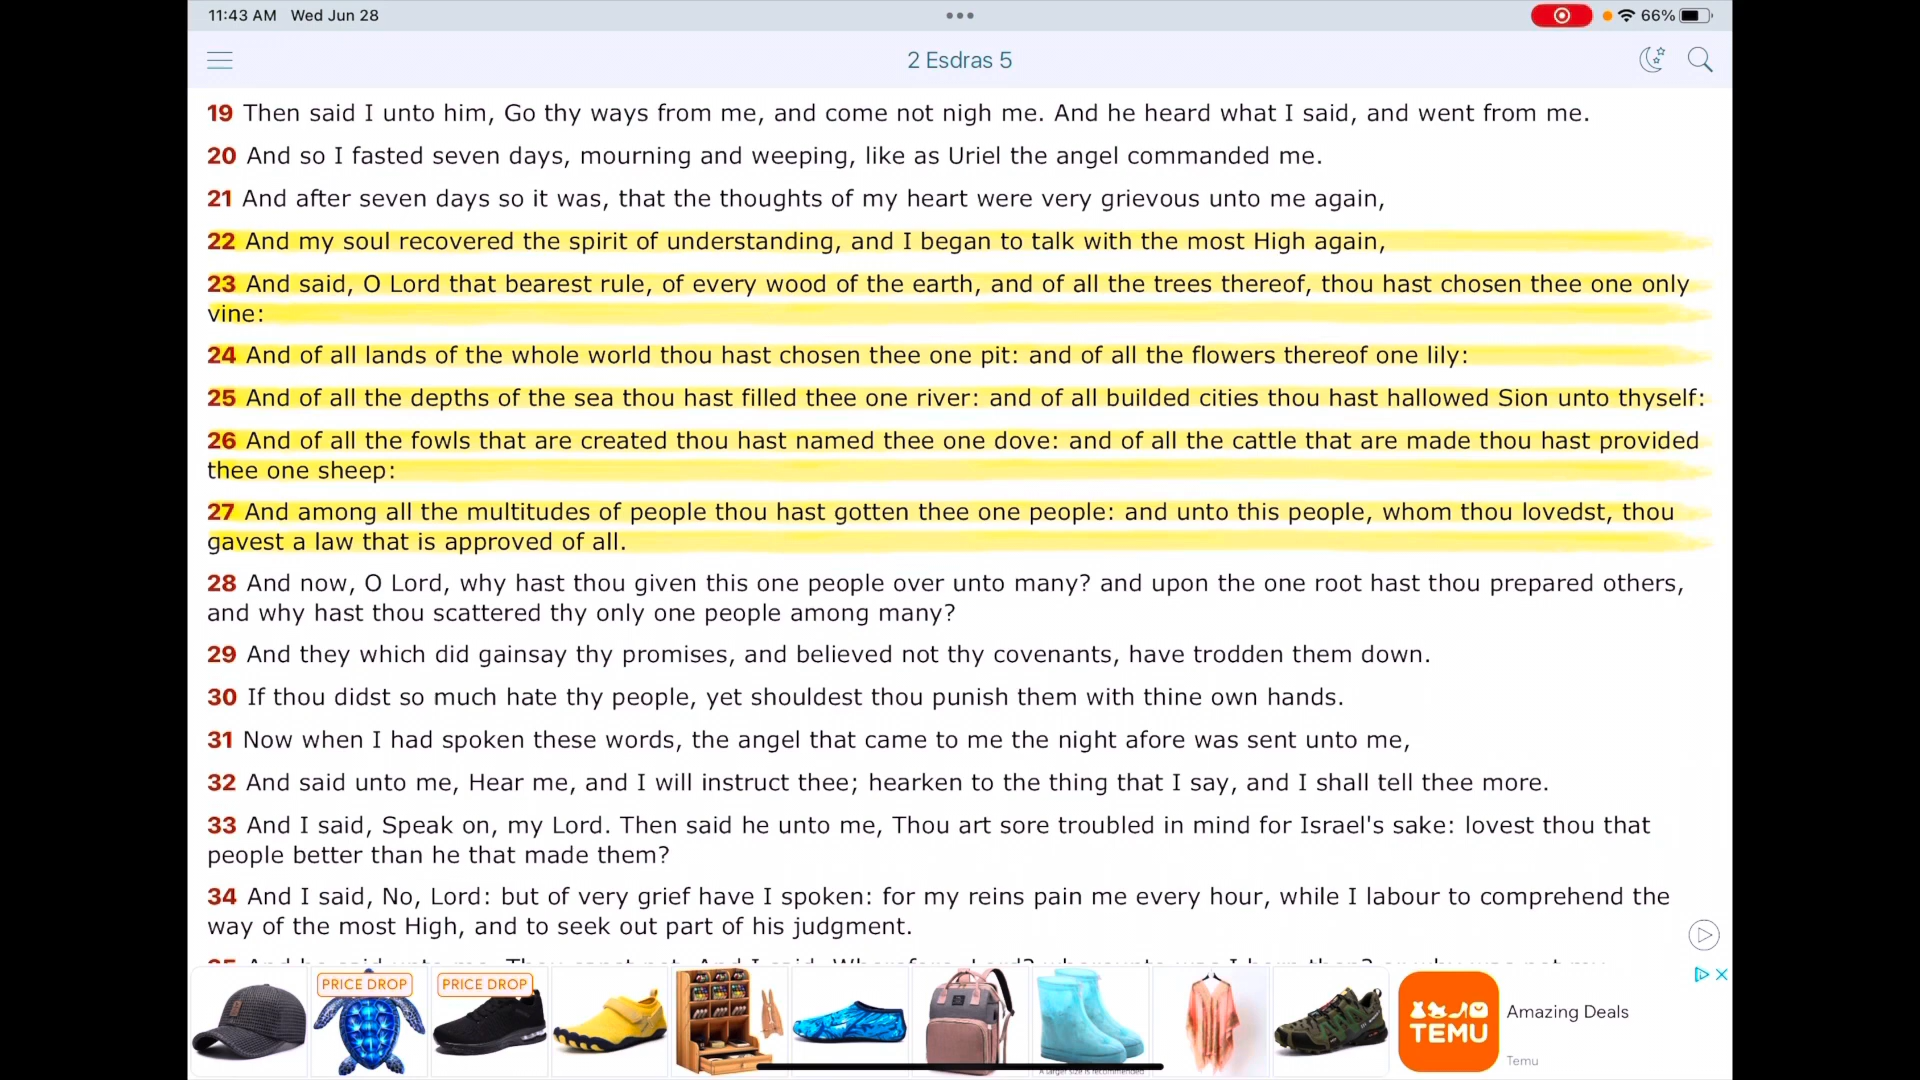 11:43 AM Wed Jun 28
66%
2 Esdras 5
19 Then said I unto him, Go thy ways from me, and come not nigh me. And he heard what I said, and went from me.
20 And so I fasted seven days, mourning and weeping, like as Uriel the angel commanded me.
21 And after seven days so it was, that the thoughts of my heart were very grievous unto me again,
22 And my soul recovered the spirit of understanding, and I began to talk with the most High again,
23 And said, O Lord that bearest rule, of every wood of the earth, and of all the trees thereof, thou hast chosen thee one only
vine:
24 And of all lands of the whole world thou hast chosen thee one pit: and of all the flowers thereof one lily:
25 And of all the depths of the sea thou hast filled thee one river: and of all builded cities thou hast hallowed Sion unto thyself:
26 And of all the fowls that are created thou hast named thee one dove: and of all the cattle that are made thou hast provided
thee one sheep:
27 And among all the multitudes of people thou hast gotten thee one people: and unto this people, whom thou lovedst, thou
gavest a law that is approved of all.
28 And now, O Lord, why hast thou given this one people over unto many? and upon the one root hast thou prepared others,
and why hast thou scattered thy only one people among many?
29 And they which did gainsay thy promises, and believed not thy covenants, have trodden them down.
30 If thou didst so much hate thy people, yet shouldest thou punish them with thine own hands.
31 Now when I had spoken these words, the angel that came to me the night afore was sent unto me,
32 And said unto me, Hear me, and I will instruct thee; hearken to the thing that I say, and I shall tell thee more.
33 And I said, Speak on, my Lord. Then said he unto me, Thou art sore troubled in mind for Israel's sake: lovest thou that
people better than he that made them?
34 And I said, No, Lord: but of very grief have I spoken: for my reins pain me every hour, while I labour to comprehend the
way of the most High, and to seek out part of his judgment.
PRICE DROP
PRICE DROP
TEMU
Amazing Deals
Temu